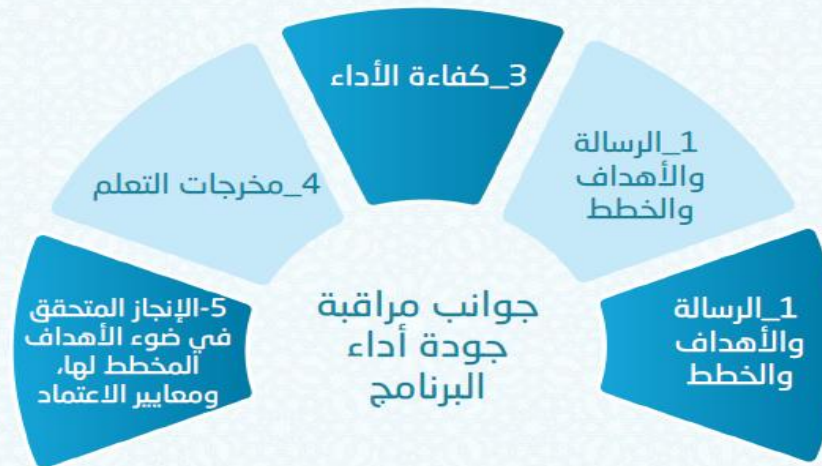 3_كفاءة الأداء
1_الرسالة
والأهداف
والخطط
4_مخرجات التعلم
1_الرسالة
والأهداف
والخطط
جوانب مراقبة
جودة أداء
البرنامج
5-الإنجاز المتحقق
في ضوء الأهداف
المخطط لها،
ومعايير الاعتماد